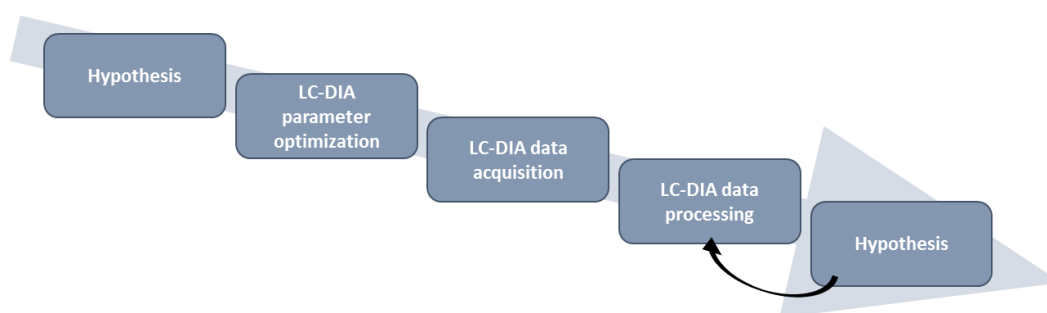 Hypothesis
LC-DIA
parameter
optimization
LC-DIA data
acquisition
LC-DIA data
processing
Hypothesis